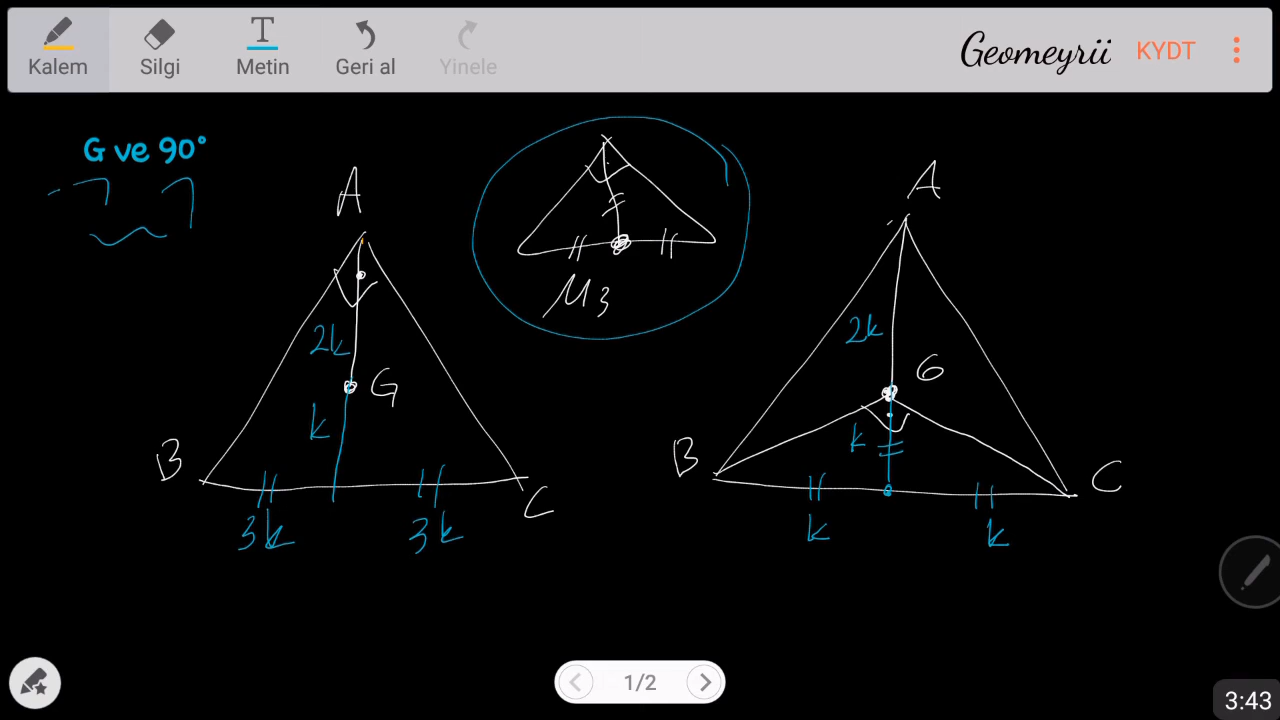 Kalem Silgi Metin Geri al Yinele Geomeyrii KYDT
G ve 90°
A
2k
G
k
B
C
3k 3k
M3
A
2k
G
k
B
C
k k
1/2
3:43